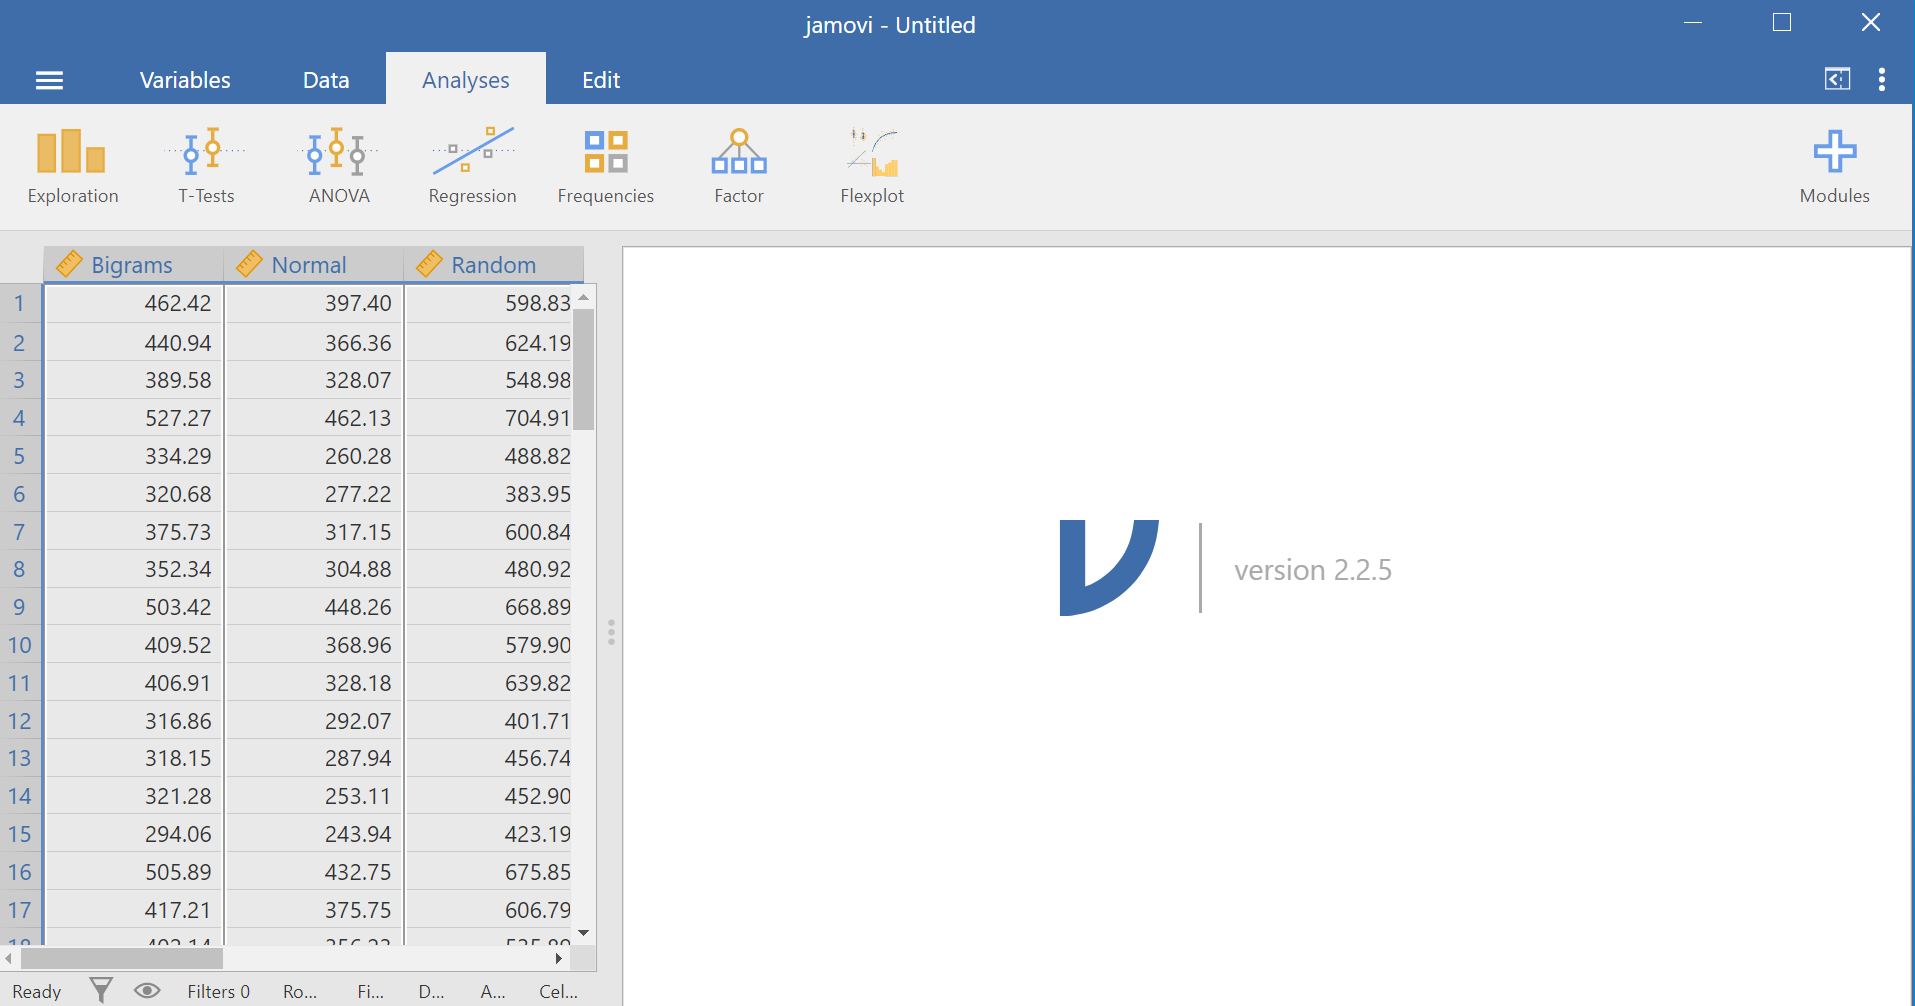 jamovi - Untitled
Variables Data Analyses Edit
Exploration T-Tests ANOVA Regression Frequencies Factor Flexplot Modules
Bigrams Normal Random
1 462.42 397.40 598.83
2 440.94 366.36 624.19
3 389.58 328.07 548.98
4 527.27 462.13 704.91
5 334.29 260.28 488.82
6 320.68 277.22 383.95
7 375.73 317.15 600.84
8 352.34 304.88 480.92
9 503.42 448.26 668.89
10 409.52 368.96 579.90
11 406.91 328.18 639.82
12 316.86 292.07 401.71
13 318.15 287.94 456.74
14 321.28 253.11 452.90
15 294.06 243.94 423.19
16 505.89 432.75 675.85
17 417.21 375.75 606.79
version 2.2.5
Ready Filters 0 Ro... Fi... D... A... Cel...